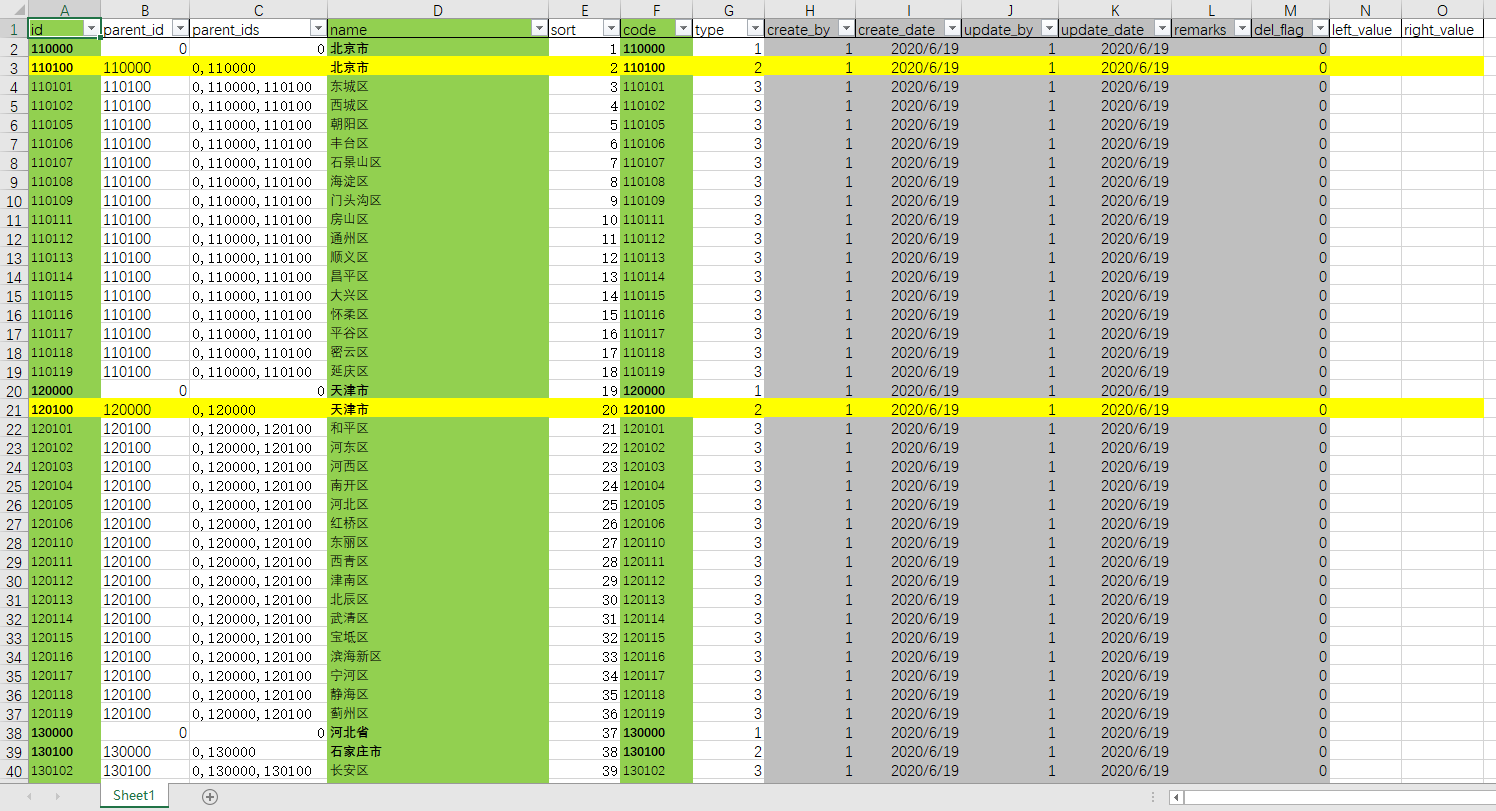 A B C D E F G H I J K L M N O
1 id parent_id parent_ids name sort code type create_by create_date update_by update_date remarks del_flag left_value right_value
2 110000 0 0 北京市 1 110000 1 1 2020/6/19 1 2020/6/19 0
3 110100 110000 0,110000 北京市 2 110100 2 1 2020/6/19 1 2020/6/19 0
4 110101 110100 0,110000,110100 东城区 3 110101 3 1 2020/6/19 1 2020/6/19 0
5 110102 110100 0,110000,110100 西城区 4 110102 3 1 2020/6/19 1 2020/6/19 0
6 110105 110100 0,110000,110100 朝阳区 5 110105 3 1 2020/6/19 1 2020/6/19 0
7 110106 110100 0,110000,110100 丰台区 6 110106 3 1 2020/6/19 1 2020/6/19 0
8 110107 110100 0,110000,110100 石景山区 7 110107 3 1 2020/6/19 1 2020/6/19 0
9 110108 110100 0,110000,110100 海淀区 8 110108 3 1 2020/6/19 1 2020/6/19 0
10 110109 110100 0,110000,110100 门头沟区 9 110109 3 1 2020/6/19 1 2020/6/19 0
11 110111 110100 0,110000,110100 房山区 10 110111 3 1 2020/6/19 1 2020/6/19 0
12 110112 110100 0,110000,110100 通州区 11 110112 3 1 2020/6/19 1 2020/6/19 0
13 110113 110100 0,110000,110100 顺义区 12 110113 3 1 2020/6/19 1 2020/6/19 0
14 110114 110100 0,110000,110100 昌平区 13 110114 3 1 2020/6/19 1 2020/6/19 0
15 110115 110100 0,110000,110100 大兴区 14 110115 3 1 2020/6/19 1 2020/6/19 0
16 110116 110100 0,110000,110100 怀柔区 15 110116 3 1 2020/6/19 1 2020/6/19 0
17 110117 110100 0,110000,110100 平谷区 16 110117 3 1 2020/6/19 1 2020/6/19 0
18 110118 110100 0,110000,110100 密云区 17 110118 3 1 2020/6/19 1 2020/6/19 0
19 110119 110100 0,110000,110100 延庆区 18 110119 3 1 2020/6/19 1 2020/6/19 0
20 120000 0 0 天津市 19 120000 1 1 2020/6/19 1 2020/6/19 0
21 120100 120000 0,120000 天津市 20 120100 2 1 2020/6/19 1 2020/6/19 0
22 120101 120100 0,120000,120100 和平区 21 120101 3 1 2020/6/19 1 2020/6/19 0
23 120102 120100 0,120000,120100 河东区 22 120102 3 1 2020/6/19 1 2020/6/19 0
24 120103 120100 0,120000,120100 河西区 23 120103 3 1 2020/6/19 1 2020/6/19 0
25 120104 120100 0,120000,120100 南开区 24 120104 3 1 2020/6/19 1 2020/6/19 0
26 120105 120100 0,120000,120100 河北区 25 120105 3 1 2020/6/19 1 2020/6/19 0
27 120106 120100 0,120000,120100 红桥区 26 120106 3 1 2020/6/19 1 2020/6/19 0
28 120110 120100 0,120000,120100 东丽区 27 120110 3 1 2020/6/19 1 2020/6/19 0
29 120111 120100 0,120000,120100 西青区 28 120111 3 1 2020/6/19 1 2020/6/19 0
30 120112 120100 0,120000,120100 津南区 29 120112 3 1 2020/6/19 1 2020/6/19 0
31 120113 120100 0,120000,120100 北辰区 30 120113 3 1 2020/6/19 1 2020/6/19 0
32 120114 120100 0,120000,120100 武清区 31 120114 3 1 2020/6/19 1 2020/6/19 0
33 120115 120100 0,120000,120100 宝坻区 32 120115 3 1 2020/6/19 1 2020/6/19 0
34 120116 120100 0,120000,120100 滨海新区 33 120116 3 1 2020/6/19 1 2020/6/19 0
35 120117 120100 0,120000,120100 宁河区 34 120117 3 1 2020/6/19 1 2020/6/19 0
36 120118 120100 0,120000,120100 静海区 35 120118 3 1 2020/6/19 1 2020/6/19 0
37 120119 120100 0,120000,120100 蓟州区 36 120119 3 1 2020/6/19 1 2020/6/19 0
38 130000 0 0 河北省 37 130000 1 1 2020/6/19 1 2020/6/19 0
39 130100 130000 0,130000 石家庄市 38 130100 2 1 2020/6/19 1 2020/6/19 0
40 130102 130100 0,130000,130100 长安区 39 130102 3 1 2020/6/19 1 2020/6/19 0
Sheet1